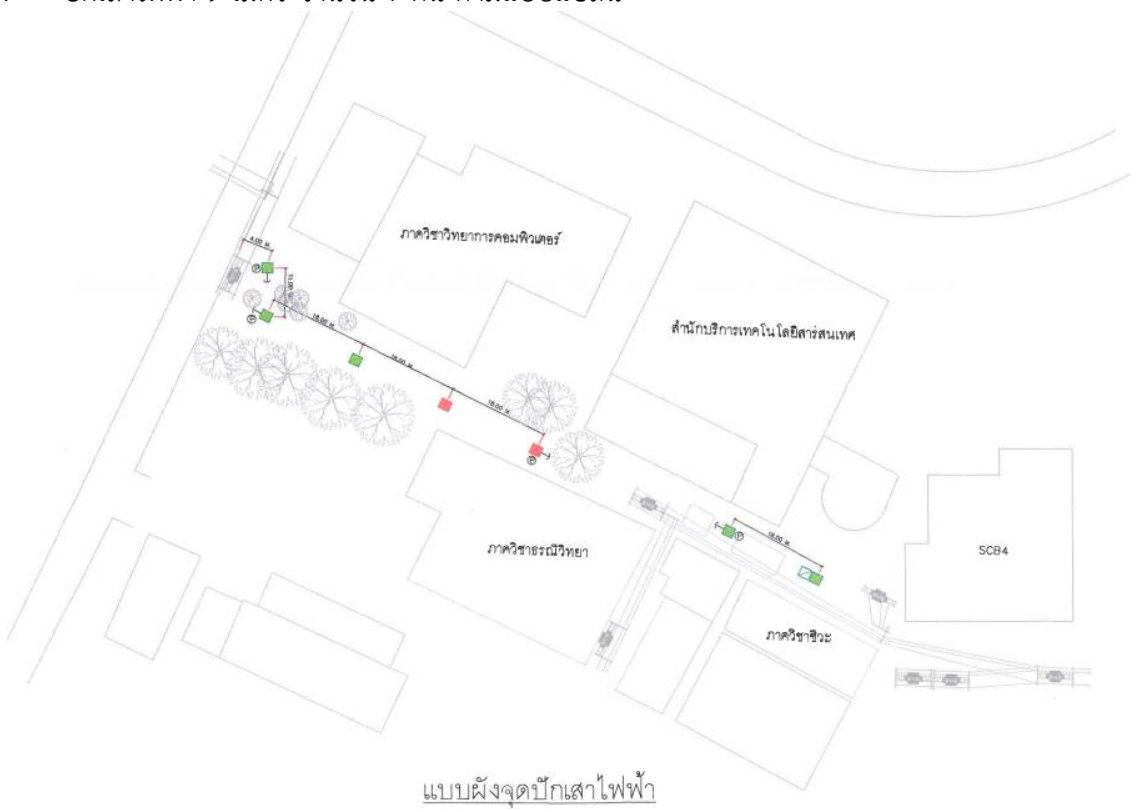 ภาควิชาวิทยาการคอมพิวเตอร์
4.00 M.
11.00 M.
18.00 M.
18.00 M.
18.00 M.
สำนักบริการเทคโนโลยีสารสนเทศ
ภาควิชาธรณีวิทยา
18.00 M.
SCB4
ภาควิชาชีวะ
แบบผังจุดปักเสาไฟฟ้า